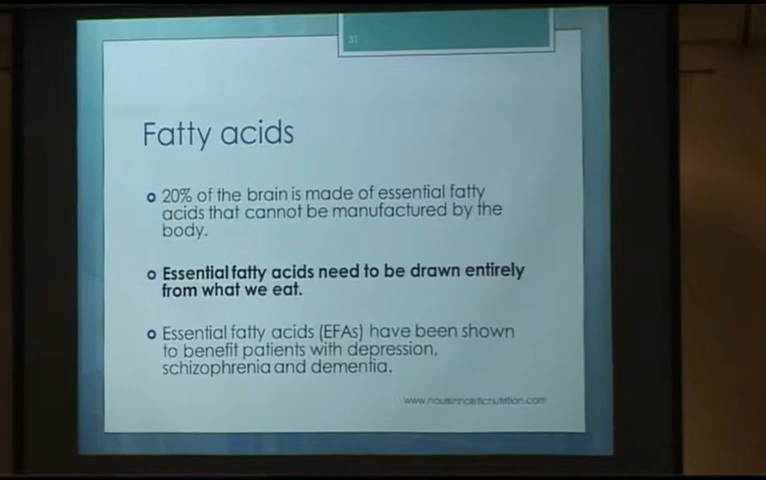 31
Fatty acids
20% of the brain is made of essential fatty
acids that cannot be manufactured by the
body.
Essential fatty acids need to be drawn entirely
from what we eat.
Essential fatty acids (EFAs) have been shown
to benefit patients with depression,
schizophrenia and dementia.